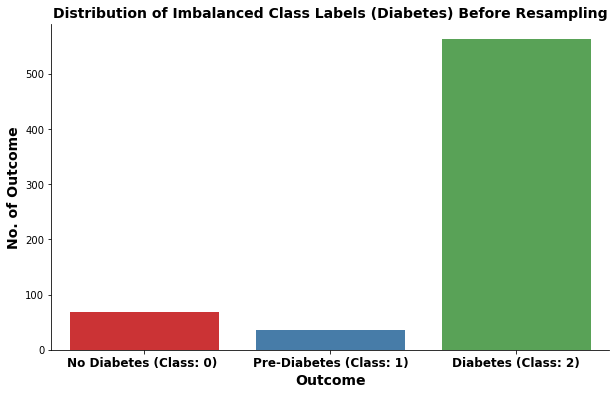 Distribution of Imbalanced Class Labels (Diabetes) Before Resampling
500
400
300
200
100
0
No. of Outcome
No Diabetes (Class: 0)
Pre-Diabetes (Class: 1)
Diabetes (Class: 2)
Outcome